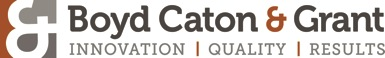 & Boyd Caton & Grant
INNOVATION | QUALITY | RESULTS